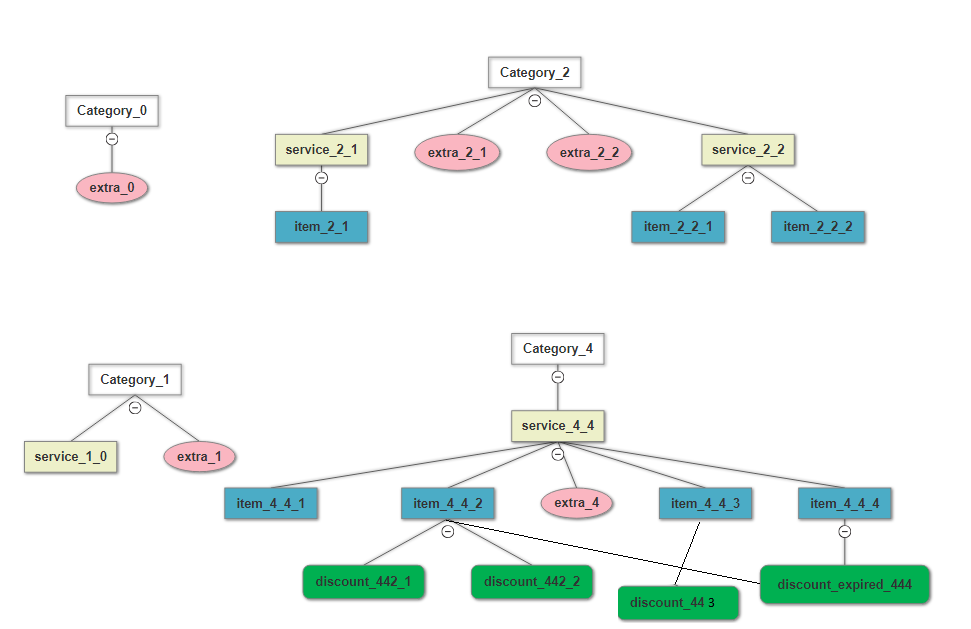 Category_2
Category_0
service_2_1
extra_2_1
extra_2_2
service_2_2
extra_0
item_2_1
item_2_2_1
item_2_2_2
Category_4
Category_1
service_4_4
service_1_0
extra_1
item_4_4_1
item_4_4_2
extra_4
item_4_4_3
item_4_4_4
discount_442_1
discount_442_2
discount_44 3
discount_expired_444